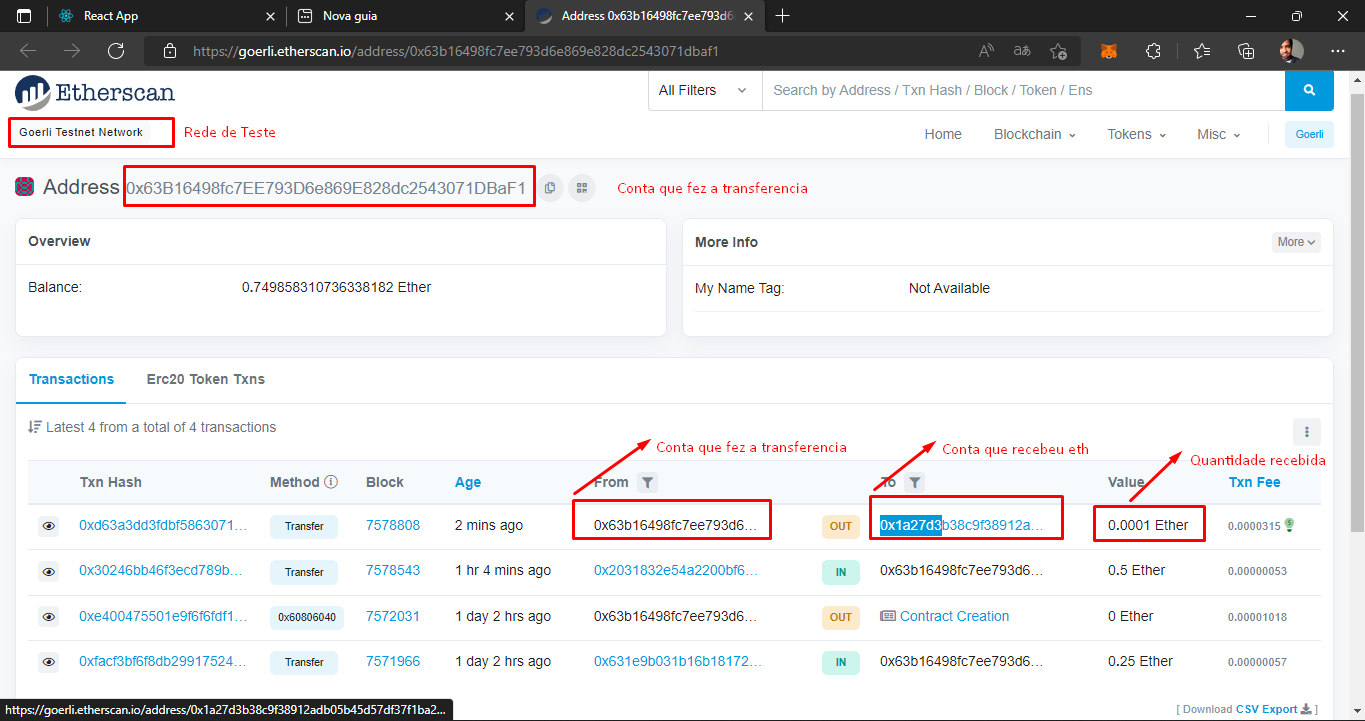 React App
Nova guia
Address 0x63b16498fc7ee793d6
https://goerli.etherscan.io/address/0x63b16498fc7ee793d6e869e828dc2543071dbaf1
Etherscan
All Filters
Search by Address / Txn Hash / Block / Token / Ens
Goerli Testnet Network
Rede de Teste
Home Blockchain Tokens Misc Goerli
Address 0x63B16498fc7EE793D6e869E828dc2543071DBaF1
Conta que fez a transferencia
Overview
More Info
More
Balance: 0.749858310736338182 Ether
My Name Tag: Not Available
Transactions Erc20 Token Txns
Latest 4 from a total of 4 transactions
Conta que fez a transferencia
Conta que recebeu eth
Quantidade recebida
Txn Hash Method Block Age From To Value Txn Fee
0xd63a3dd3fdbf5863071... Transfer 7578808 2 mins ago 0x63b16498fc7ee793d6... OUT 0x1a27d3b38c9f38912a... 0.0001 Ether 0.0000315
0x30246bb46f3ecd789b... Transfer 7578543 1 hr 4 mins ago 0x2031832e54a2200bf6... IN 0x63b16498fc7ee793d6... 0.5 Ether 0.00000053
0xe400475501e9f6f6fdf1... 0x60806040 7572031 1 day 2 hrs ago 0x63b16498fc7ee793d6... OUT Contract Creation 0 Ether 0.00001018
0xfacf3bf6f8db29917524... Transfer 7571966 1 day 2 hrs ago 0x631e9b031b16b18172... IN 0x63b16498fc7ee793d6... 0.25 Ether 0.00000057
https://goerli.etherscan.io/address/0x1a27d3b38c9f38912adb05b45d57df37f1ba2...
[ Download CSV Export ]